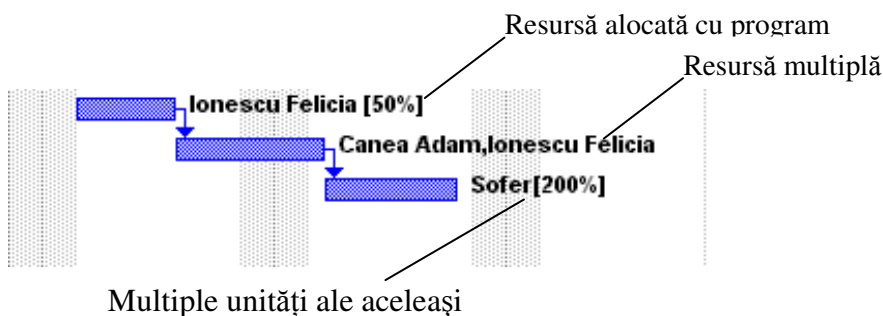 Resursă alocată cu program
Resursă multiplă
Ionescu Felicia [50%]
Canea Adam,Ionescu Felicia
Sofer[200%]
Multiple unități ale aceleași